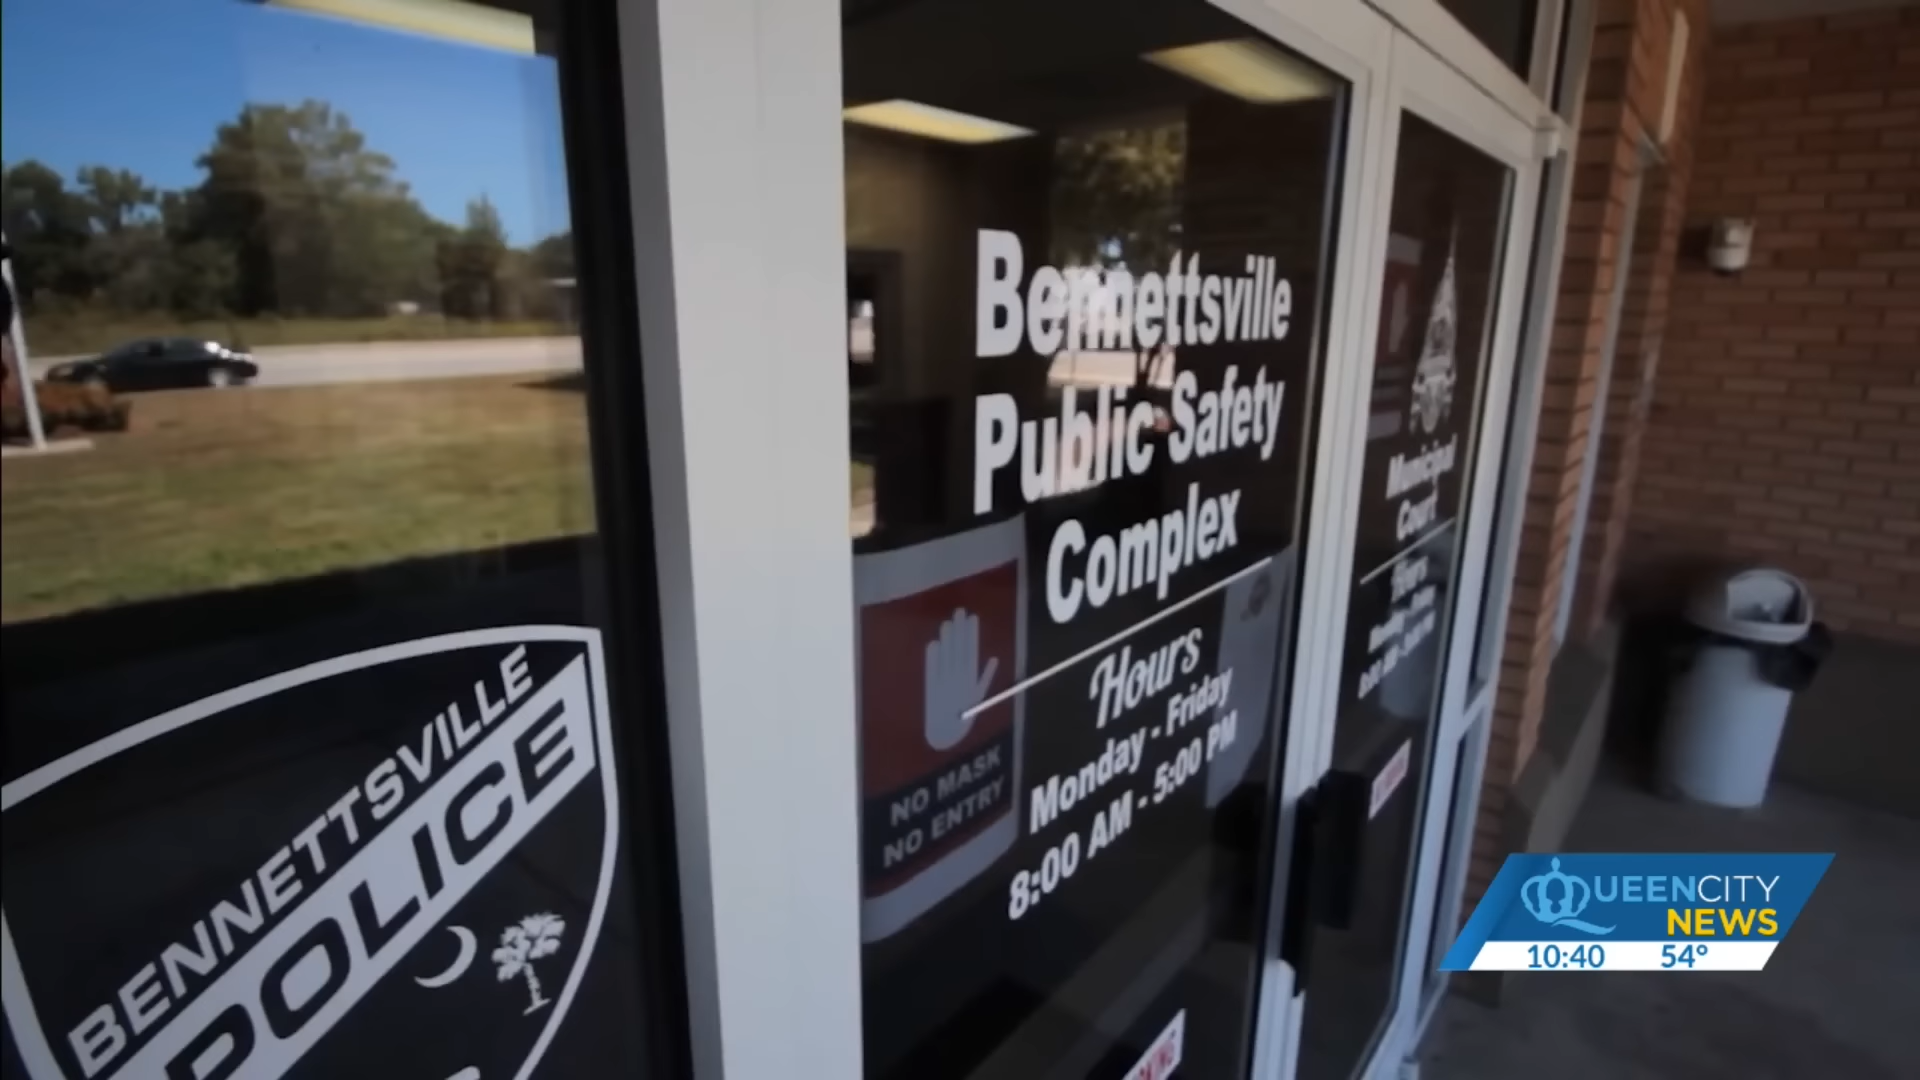 BENNETTSVILLE
POLICE
Bennettsville
Public Safety
Complex
Hours
Monday - Friday
8:00 AM - 5:00 PM
NO MASK
NO ENTRY
Municipal
Court
Hours
QUEENCITY
NEWS
10:40 54°